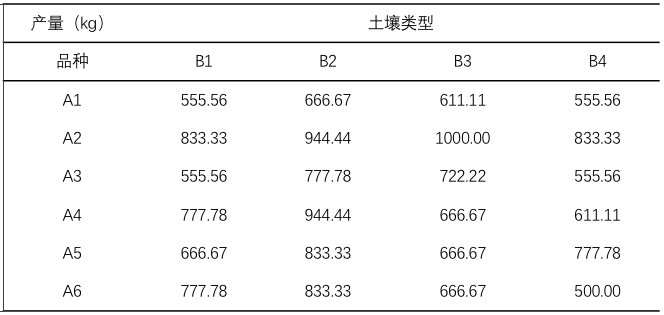 产量（kg） 土壤类型
品种 B1 B2 B3 B4
A1 555.56 666.67 611.11 555.56
A2 833.33 944.44 1000.00 833.33
A3 555.56 777.78 722.22 555.56
A4 777.78 944.44 666.67 611.11
A5 666.67 833.33 666.67 777.78
A6 777.78 833.33 666.67 500.00